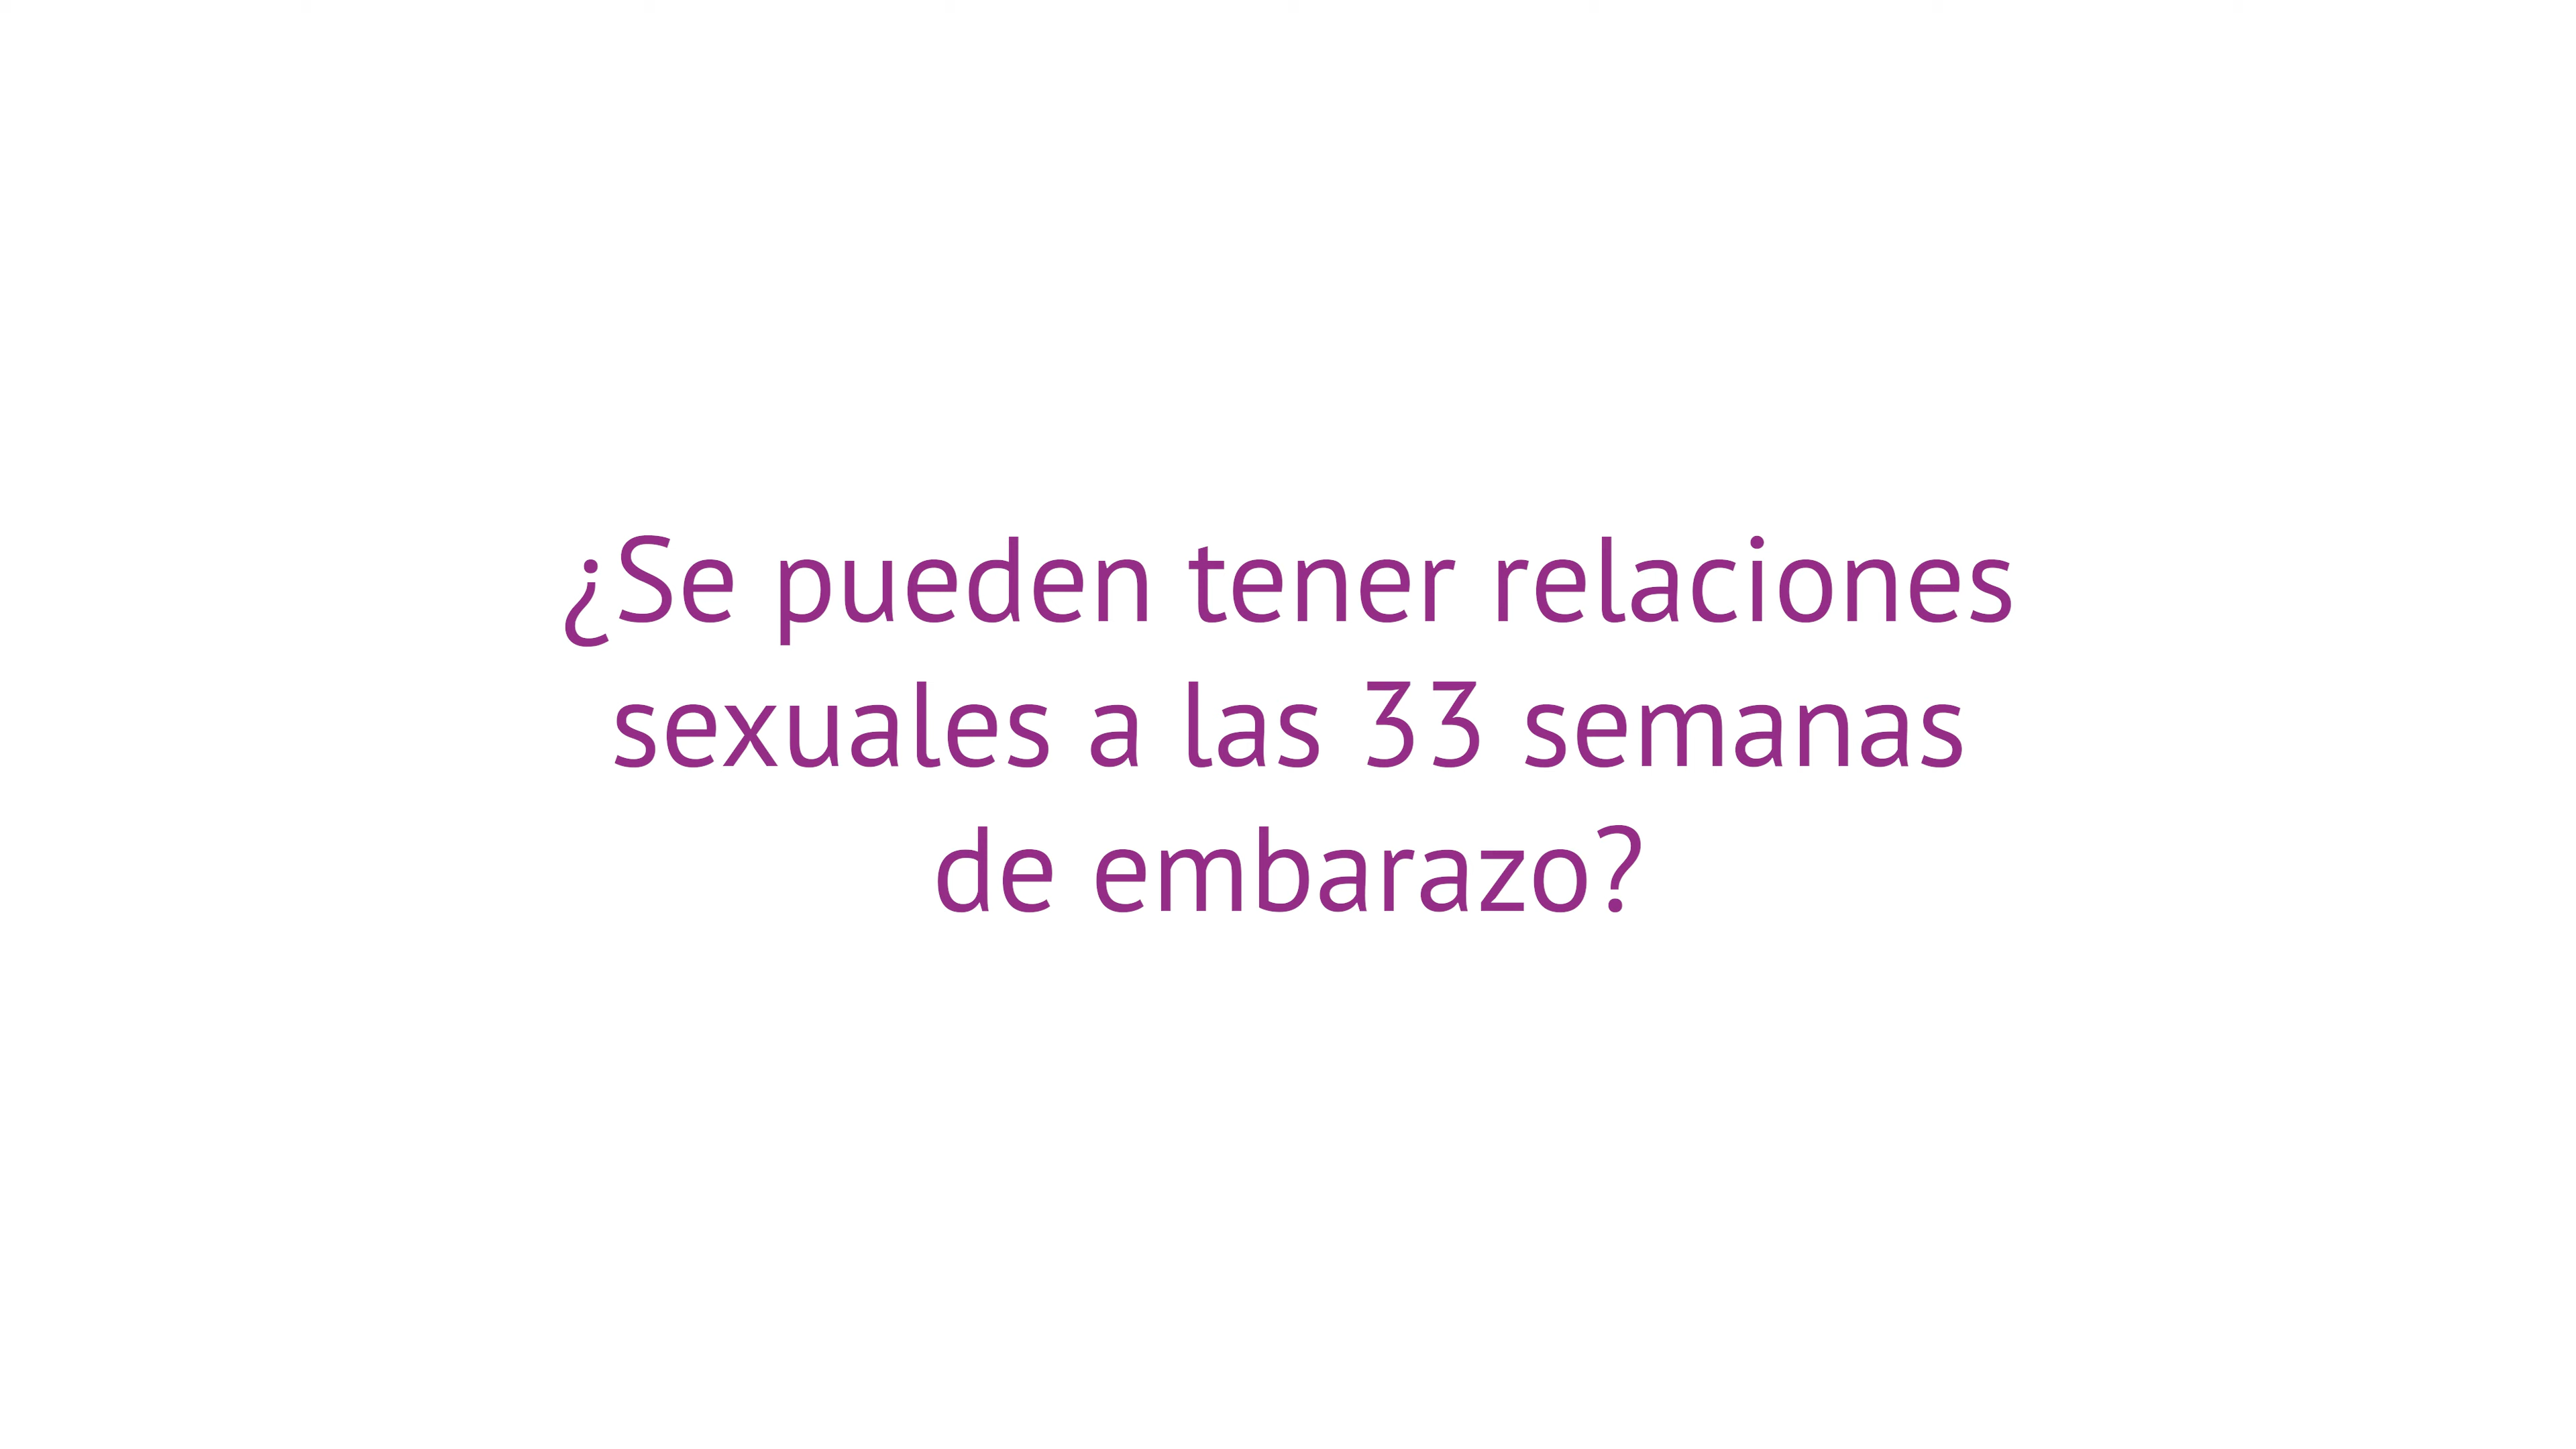 ¿Se pueden tener relaciones
sexuales a las 33 semanas
de embarazo?